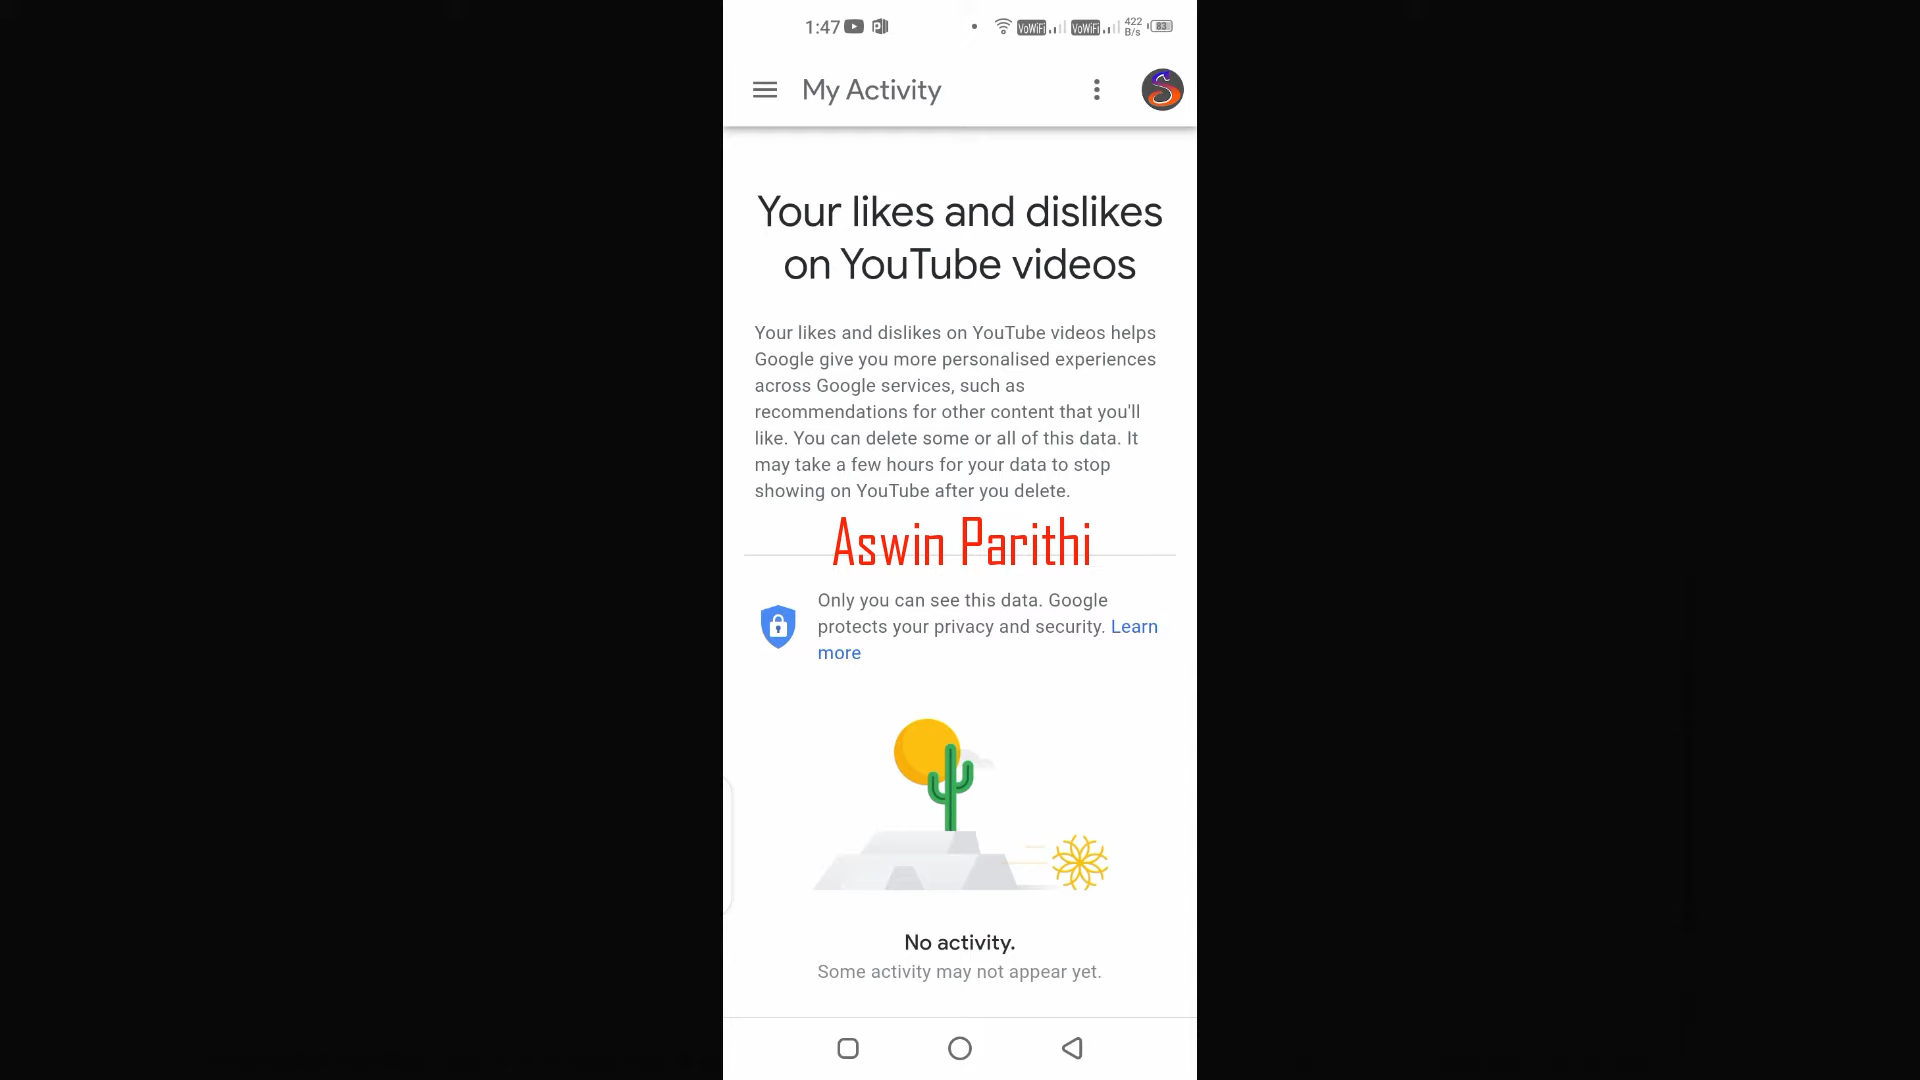 1:47
VoWiFi VoWiFi 422 B/s 83
My Activity
Your likes and dislikes
on YouTube videos
Your likes and dislikes on YouTube videos helps
Google give you more personalised experiences
across Google services, such as
recommendations for other content that you'll
like. You can delete some or all of this data. It
may take a few hours for your data to stop
showing on YouTube after you delete.
Aswin Parithi
Only you can see this data. Google
protects your privacy and security. Learn
more
No activity.
Some activity may not appear yet.